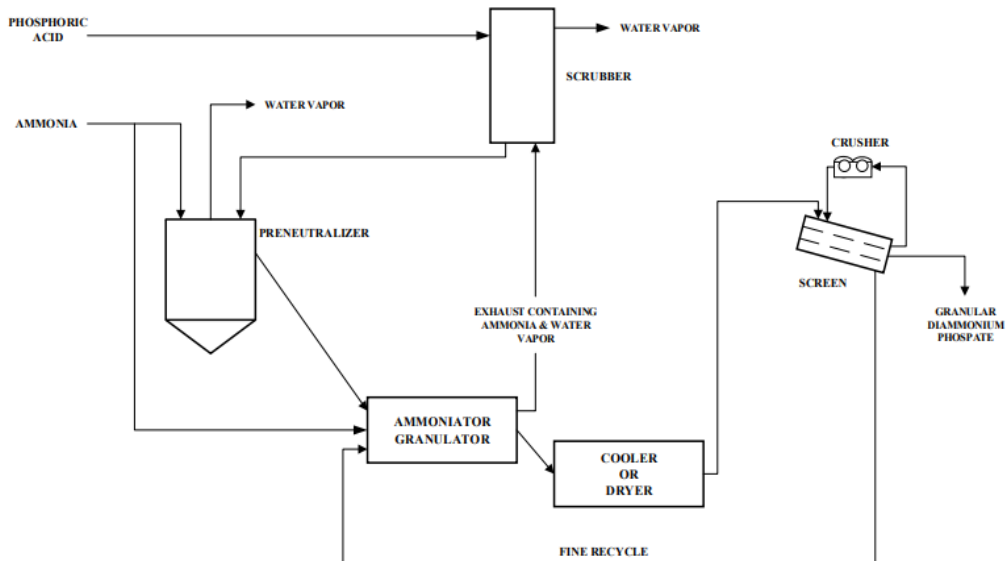 PHOSPHORIC
ACID
WATER VAPOR
SCRUBBER
WATER VAPOR
AMMONIA
CRUSHER
PRENEUTRALIZER
SCREEN
EXHAUST CONTAINING
AMMONIA & WATER
VAPOR
GRANULAR
DIAMMONIUM
PHOSPATE
AMMONIATOR
GRANULATOR
COOLER
OR
DRYER
FINE RECYCLE